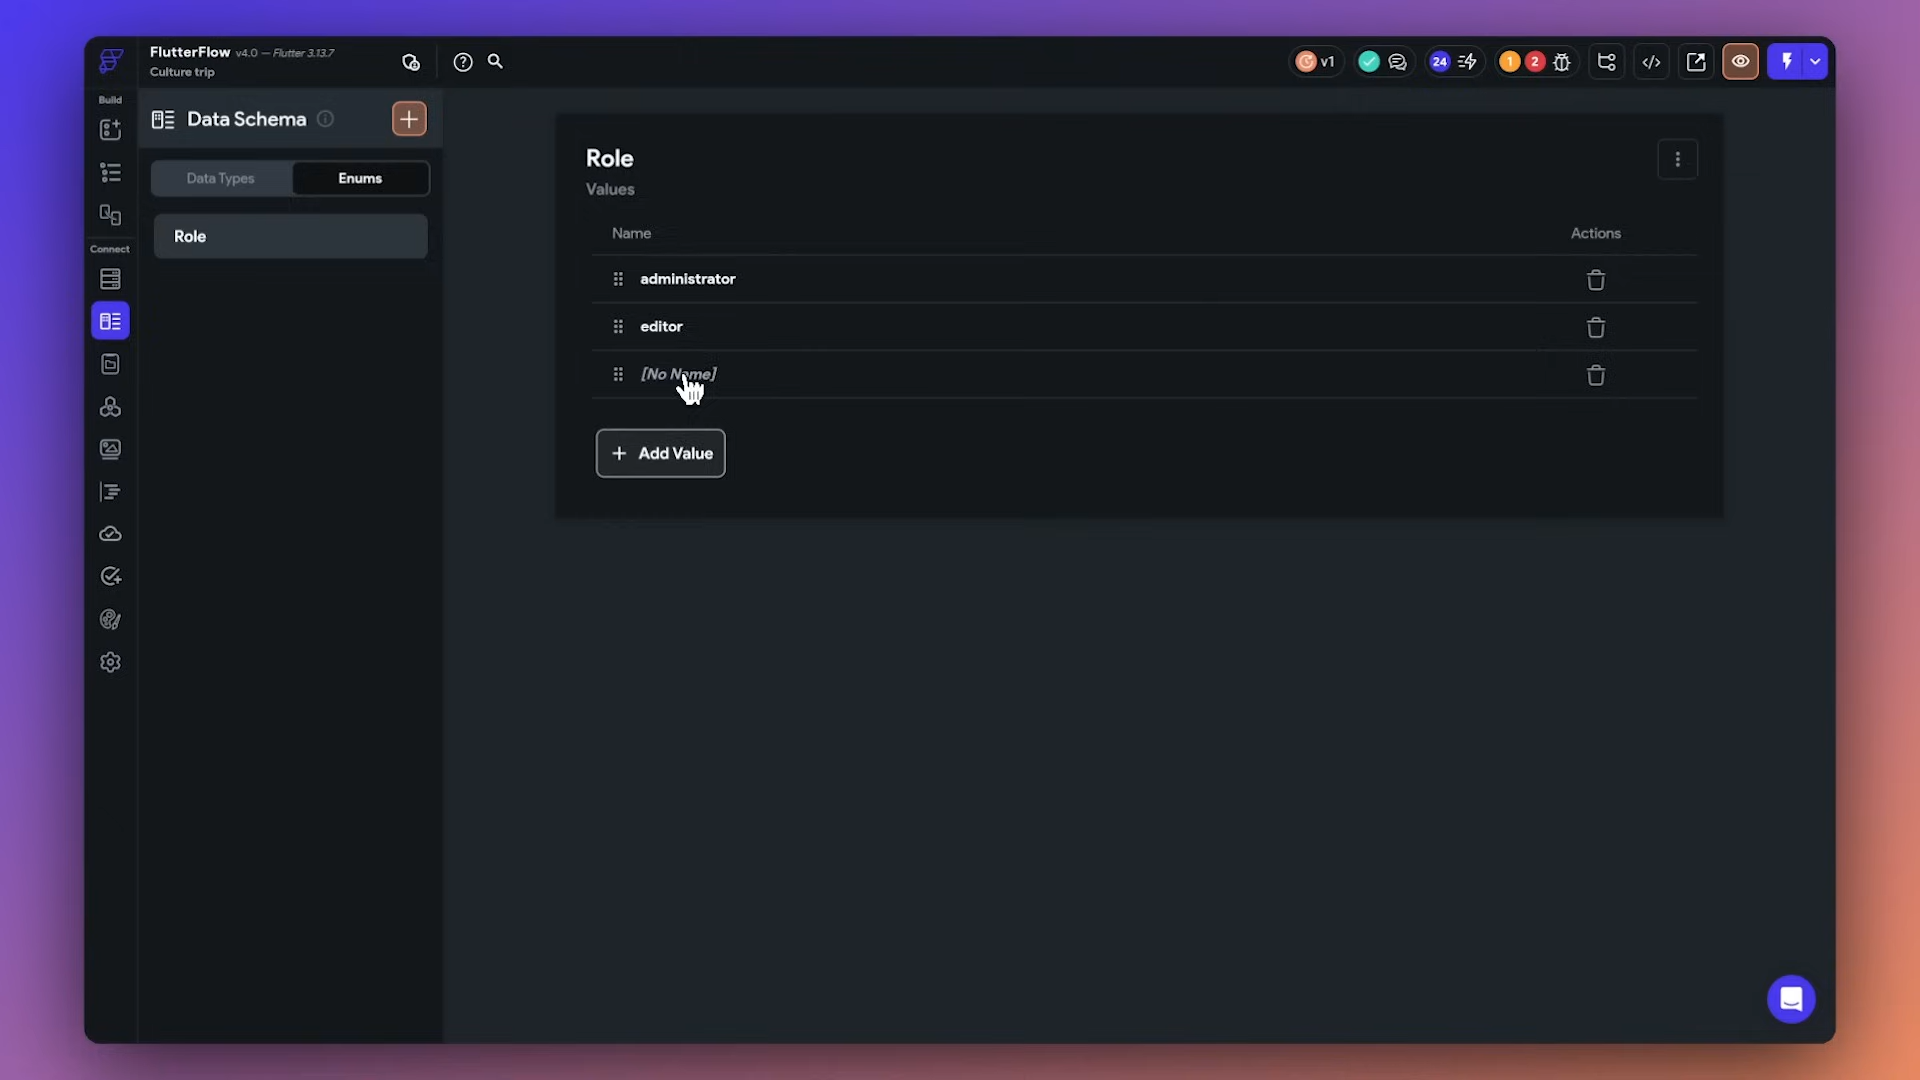 FlutterFlow v4.0 — Flutter 3.13.7
Culture trip
v1
24
1 2
Build
Data Schema
Data Types Enums
Role
Connect
Role
Values
Name Actions
administrator
editor
[No Name]
+ Add Value